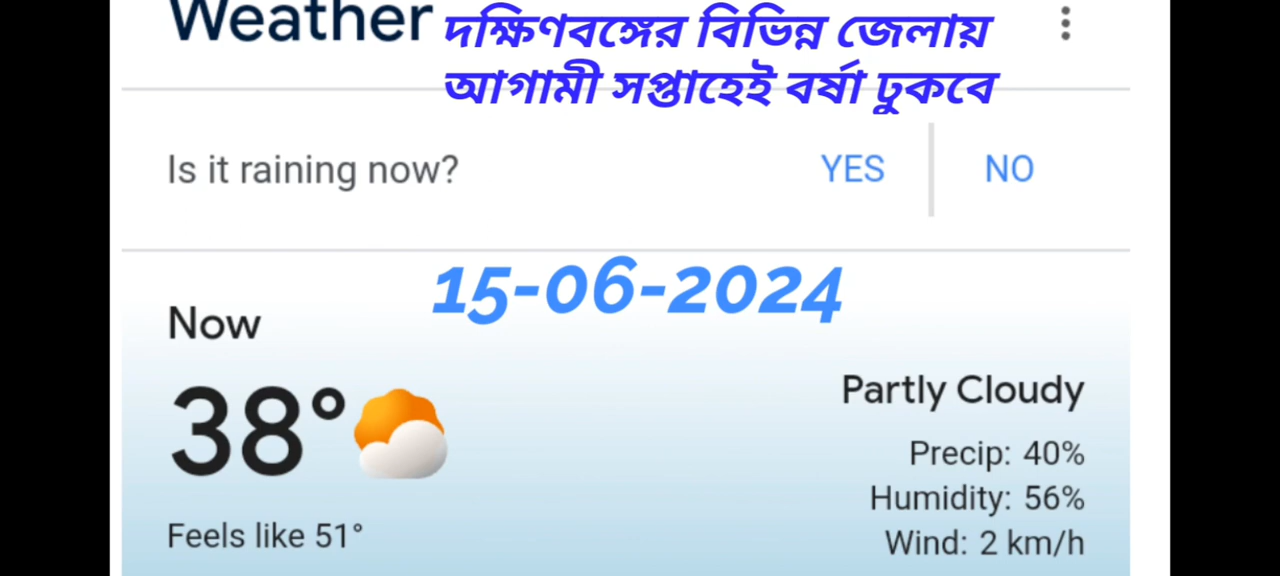 Weather
দক্ষিণবঙ্গের বিভিন্ন জেলায়
আগামী সপ্তাহেই বর্ষা ঢুকবে
Is it raining now?
YES
NO
15-06-2024
Now
38°
Partly Cloudy
Precip: 40%
Humidity: 56%
Feels like 51°
Wind: 2 km/h